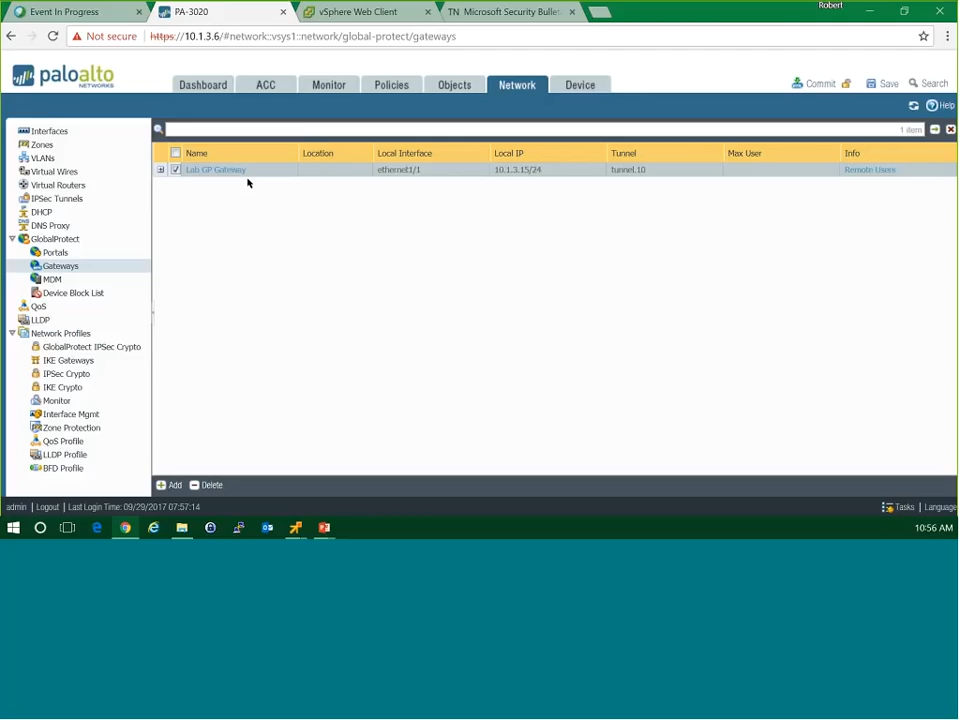 Event In Progress
PA-3020
vSphere Web Client
TN Microsoft Security Bullet
Robert
Not secure https://10.1.3.6/#network::vsys1::network/global-protect/gateways
paloalto
NETWORKS
Dashboard ACC Monitor Policies Objects Network Device
Commit Save Search
Help
Interfaces
Zones
VLANs
Virtual Wires
Virtual Routers
IPSec Tunnels
DHCP
DNS Proxy
GlobalProtect
Portals
Gateways
MDM
Device Block List
QoS
LLDP
Network Profiles
GlobalProtect IPSec Crypto
IKE Gateways
IPSec Crypto
IKE Crypto
Monitor
Interface Mgmt
Zone Protection
QoS Profile
LLDP Profile
BFD Profile
1 item
Name Location Local Interface Local IP Tunnel Max User Info
Lab GP Gateway ethernet1/1 10.1.3.15/24 tunnel.10 Remote Users
Add Delete
admin | Logout | Last Login Time: 09/29/2017 07:57:14
Tasks | Language
10:56 AM